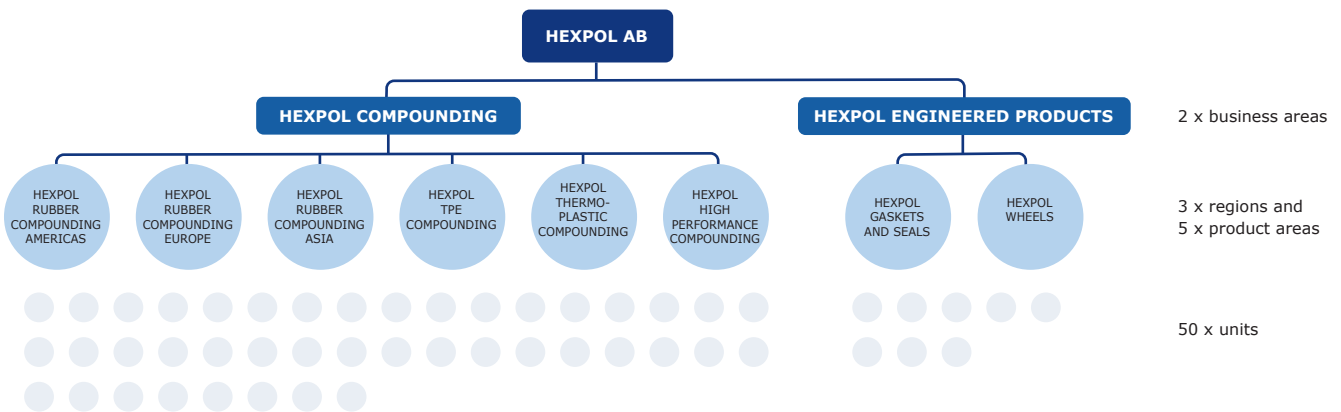 HEXPOL AB
HEXPOL COMPOUNDING
HEXPOL ENGINEERED PRODUCTS
2 x business areas
HEXPOL
RUBBER
COMPOUNDING
AMERICAS
HEXPOL
RUBBER
COMPOUNDING
EUROPE
HEXPOL
RUBBER
COMPOUNDING
ASIA
HEXPOL
TPE
COMPOUNDING
HEXPOL
THERMO-
PLASTIC
COMPOUNDING
HEXPOL
HIGH
PERFORMANCE
COMPOUNDING
HEXPOL
GASKETS
AND SEALS
HEXPOL
WHEELS
3 x regions and
5 x product areas
50 x units